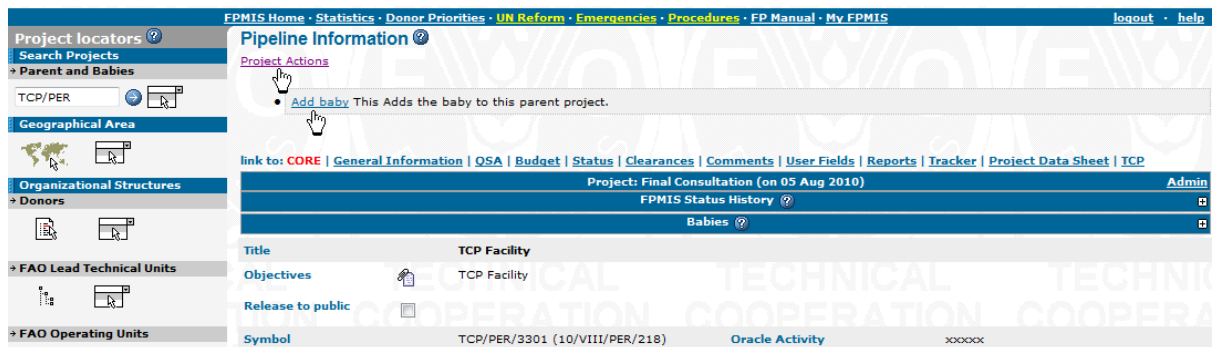 FPMIS Home · Statistics · Donor Priorities · UN Reform · Emergencies · Procedures · FP Manual · My FPMIS logout · help
Project locators ?
Search Projects
Parent and Babies
TCP/PER
Geographical Area
Organizational Structures
Donors
FAO Lead Technical Units
FAO Operating Units
Pipeline Information ?
Project Actions
• Add baby This Adds the baby to this parent project.
link to: CORE | General Information | QSA | Budget | Status | Clearances | Comments | User Fields | Reports | Tracker | Project Data Sheet | TCP
Project: Final Consultation (on 05 Aug 2010) Admin
FPMIS Status History ?
Babies ?
Title TCP Facility
Objectives TCP Facility
Release to public
Symbol TCP/PER/3301 (10/VIII/PER/218) Oracle Activity xxxxx